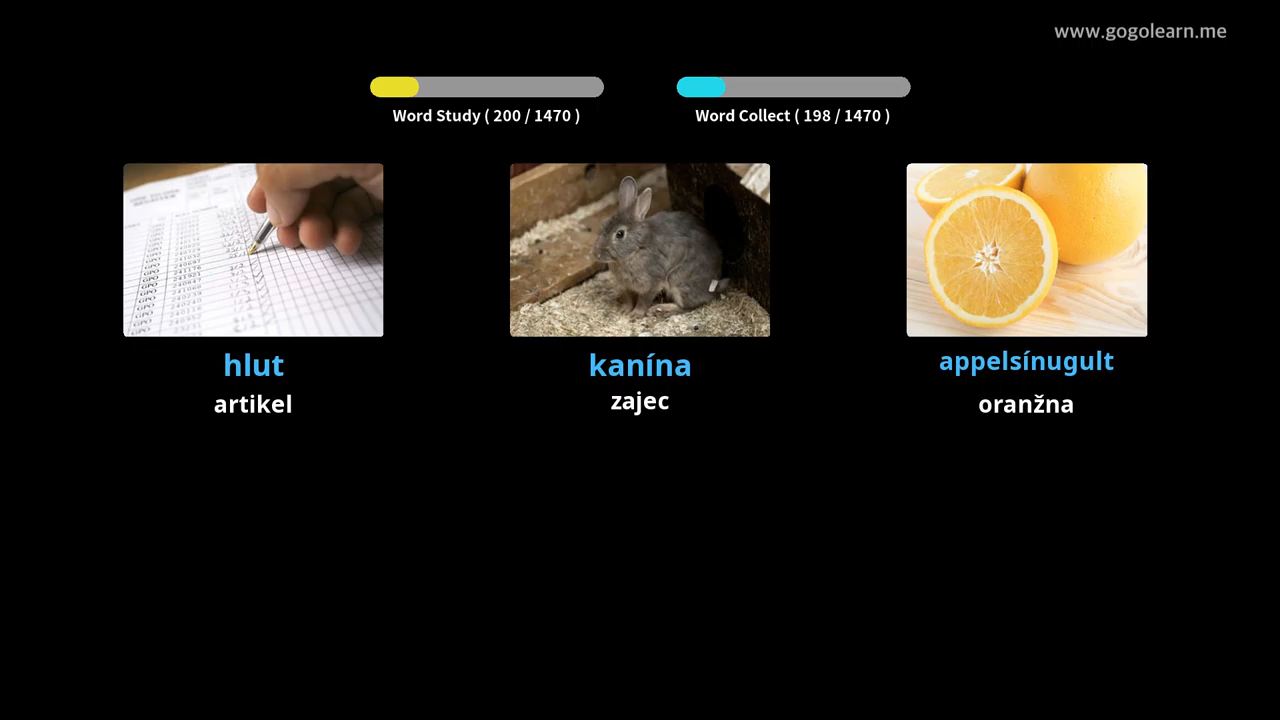 www.gogolearn.me
Word Study ( 200 / 1470 )
Word Collect ( 198 / 1470 )
hlut
kanína
appelsínugult
artikel
zajec
oranžna